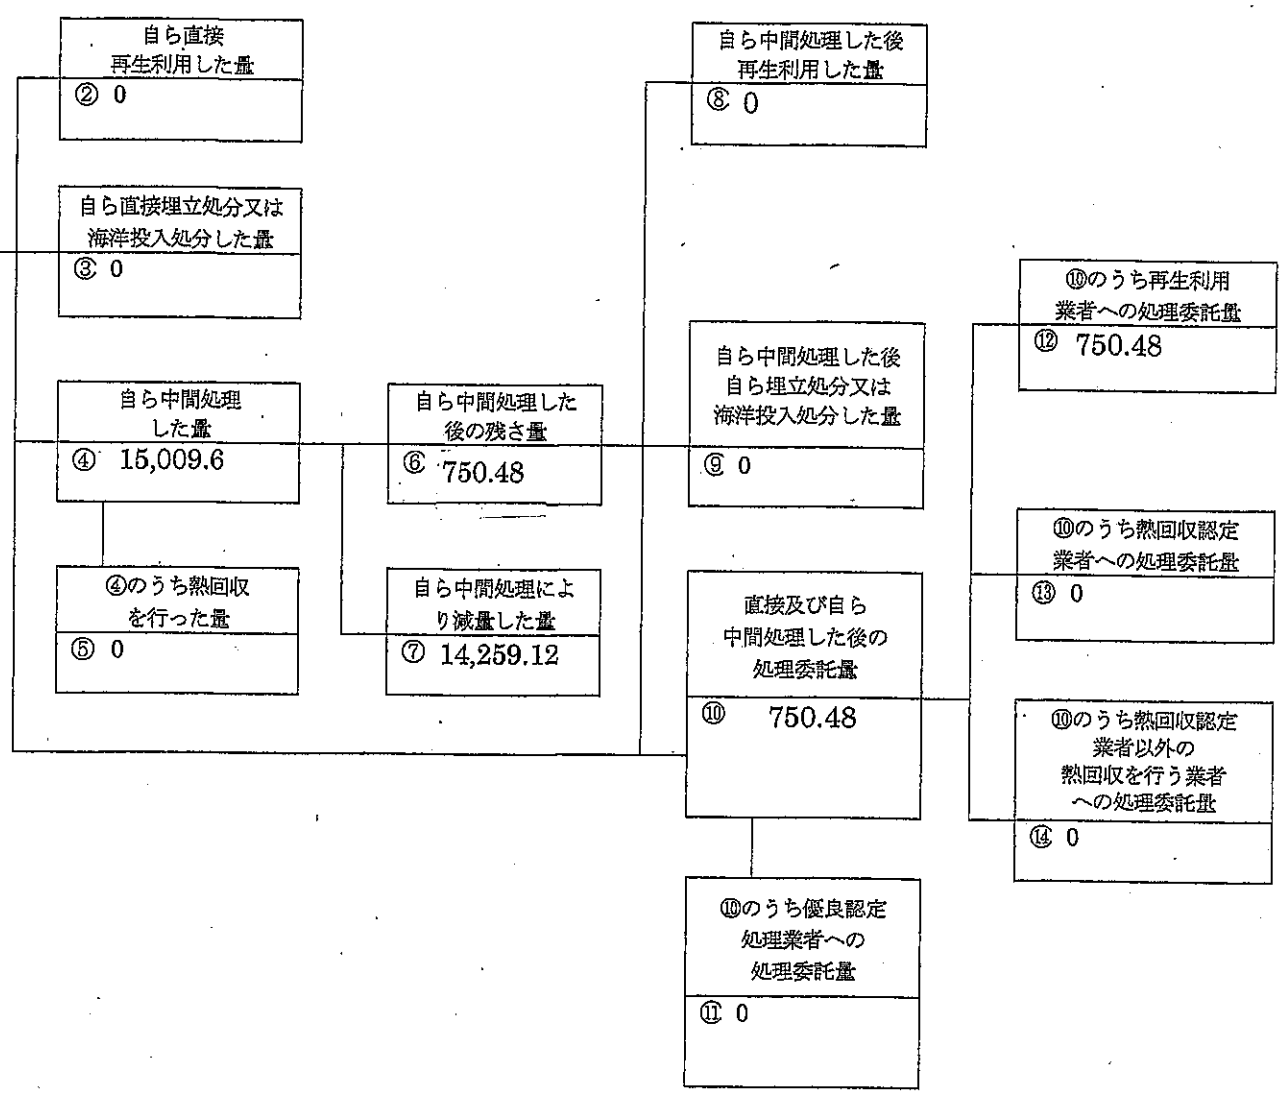 自ら直接
再生利用した量
② 0
自ら直接埋立処分又は
海洋投入処分した量
③ 0
自ら中間処理
した量
④ 15,009.6
④のうち熱回収
を行った量
⑤ 0
自ら中間処理した
後の残さ量
⑥ 750.48
自ら中間処理によ
り減量した量
⑦ 14,259.12
自ら中間処理した後
再生利用した量
⑧ 0
自ら中間処理した後
自ら埋立処分又は
海洋投入処分した量
⑨ 0
直接及び自ら
中間処理した後の
処理委託量
⑩ 750.48
⑩のうち優良認定
処理業者への
処理委託量
⑪ 0
⑩のうち再生利用
業者への処理委託量
⑫ 750.48
⑩のうち熱回収認定
業者への処理委託量
⑬ 0
⑩のうち熱回収認定
業者以外の
熱回収を行う業者
への処理委託量
⑭ 0